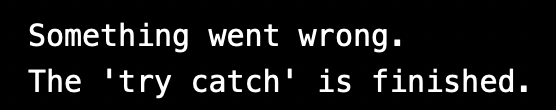 Something went wrong.
The 'try catch' is finished.